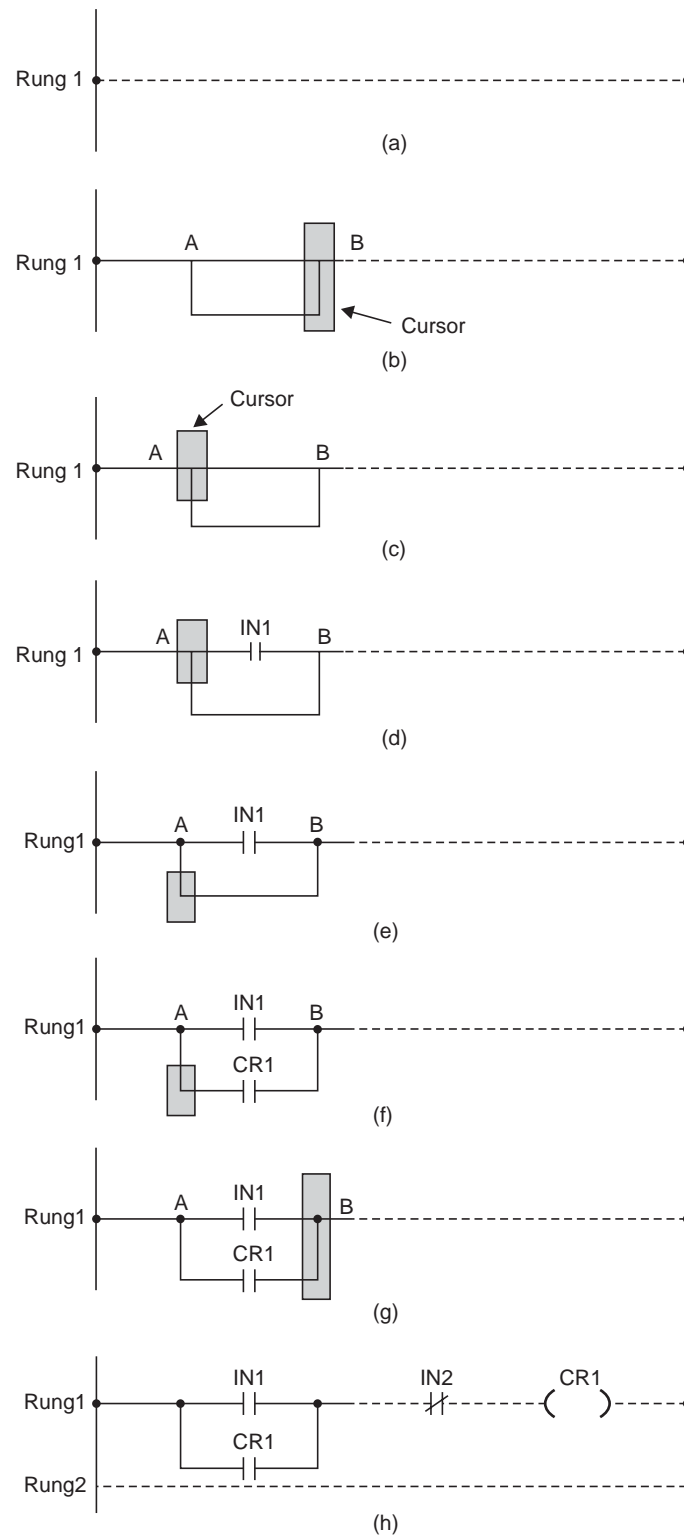 Rung 1
(a)
A B
Rung 1
Cursor
(b)
Cursor
A B
Rung 1
(c)
IN1
A B
Rung 1
(d)
IN1
A B
Rung1
(e)
IN1
A B
Rung1
CR1
(f)
IN1
A B
Rung1
CR1
(g)
IN1 IN2 CR1
Rung1
CR1
Rung2
(h)